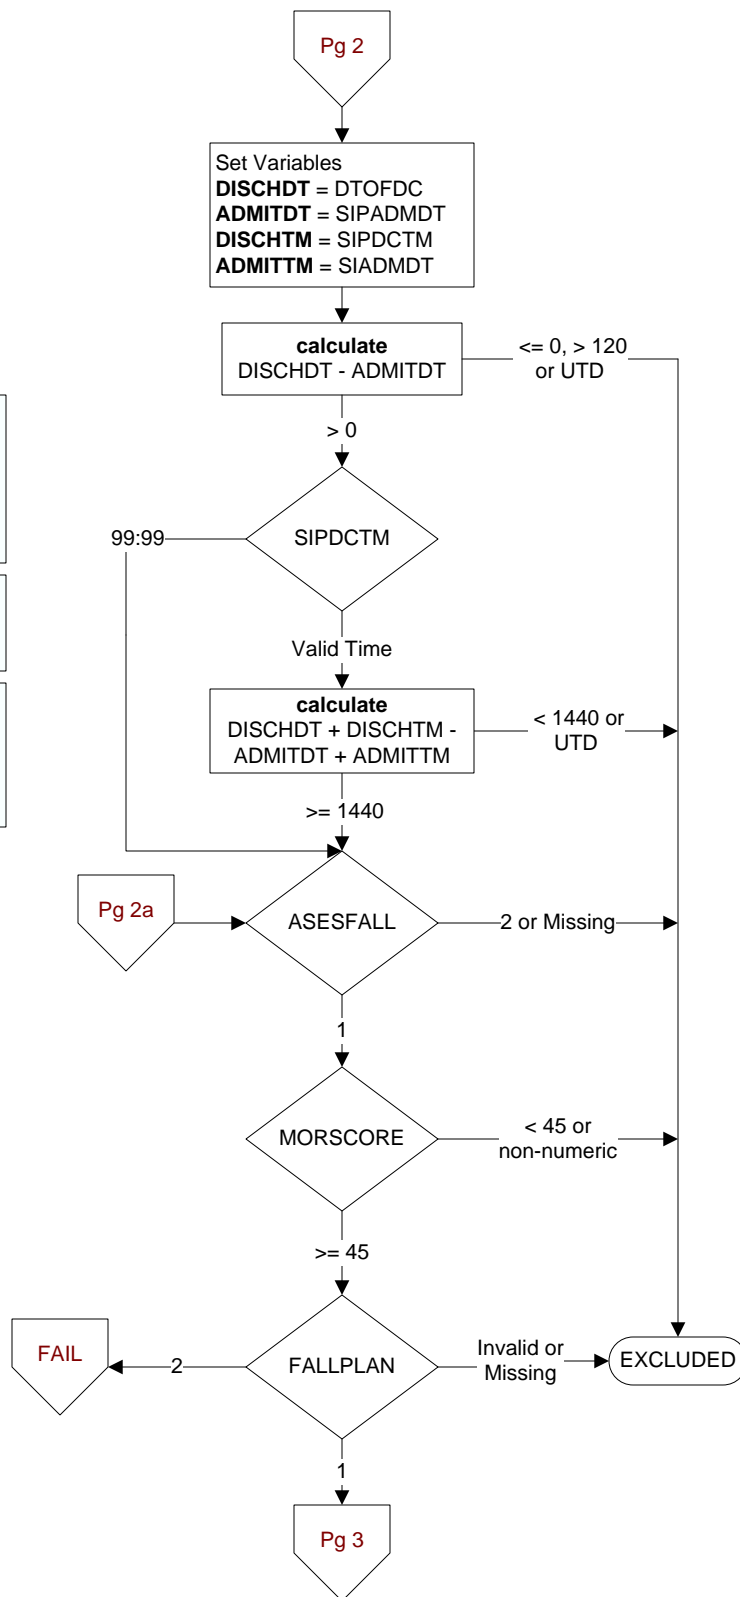 Pg 2
Set Variables
DISCHDT = DTOFDC
ADMITDT = SIPADMDT
DISCHTM = SIPDCTM
ADMITTM = SIADMDT
calculate
DISCHDT - ADMITDT
<= 0, > 120
or UTD
> 0
SIPDCTM
99:99
Valid Time
calculate
DISCHDT + DISCHTM -
ADMITDT + ADMITTM
< 1440 or
UTD
>= 1440
Pg 2a
ASESFALL
2 or Missing
1
MORSCORE
< 45 or
non-numeric
>= 45
FAIL
2
FALLPLAN
Invalid or
Missing
EXCLUDED
1
Pg 3